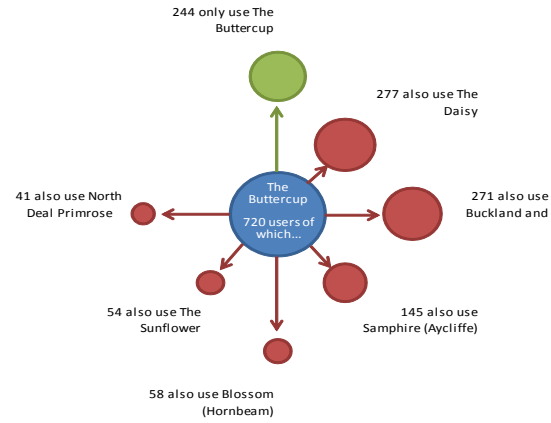 244 only use The
Buttercup
277 also use The
Daisy
The
Buttercup
720 users of
which...
41 also use North
Deal Primrose
271 also use
Buckland and
54 also use The
Sunflower
145 also use
Samphire (Aycliffe)
58 also use Blossom
(Hornbeam)